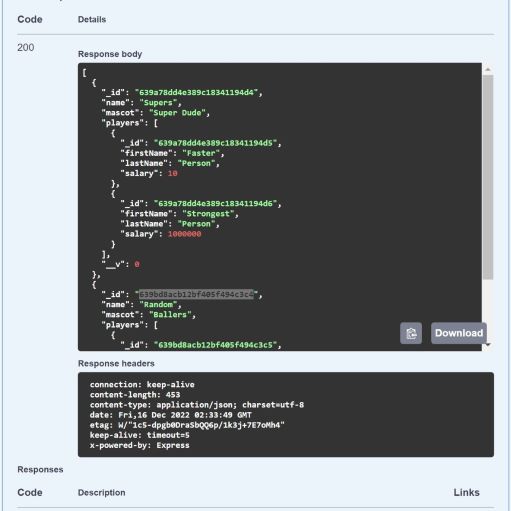 Code Details
200
Response body
[
  {
    "_id": "639a78dd4e389c18341194d4",
    "name": "Supers",
    "mascot": "Super Dude",
    "players": [
      {
        "_id": "639a78dd4e389c18341194d5",
        "firstName": "Faster",
        "lastName": "Person",
        "salary": 10
      },
      {
        "_id": "639a78dd4e389c18341194d6",
        "firstName": "Strongest",
        "lastName": "Person",
        "salary": 1000000
      }
    ],
    "__v": 0
  },
  {
    "_id": "639bd8acb12bf405f494c3c4",
    "name": "Random",
    "mascot": "Ballers",
    "players": [
      {
        "_id": "639bd8acb12bf405f494c3c5",
Download
Response headers
connection: keep-alive
content-length: 453
content-type: application/json; charset=utf-8
date: Fri,16 Dec 2022 02:33:49 GMT
etag: W/"1c5-dpgb0DraSbQQ6p/1k3j+7E7oMh4"
keep-alive: timeout=5
x-powered-by: Express
Responses
Code Description Links